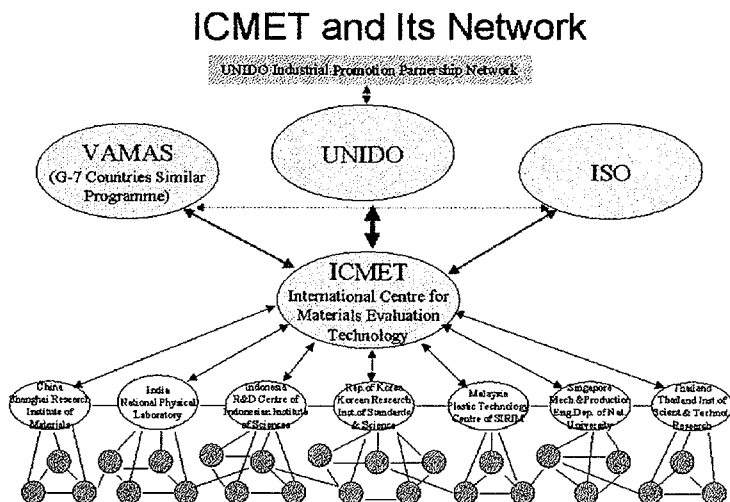 ICMET and Its Network
UNIDO Industrial Promotion Parnership Network
VAMAS
(G-7 Countries Similar
Programme)
UNIDO
ISO
ICMET
International Centre for
Materials Evaluation
Technology
China
Shanghai Research
Institute of
Materials
India
National Physical
Laboratory
Indonesia
R&D Centre of
Indonesian Institute
of Sciences
Rep. of Korea
Korean Research
Inst. of Standards
& Science
Malaysia
Plastic Technology
Centre of SIRIM
Singapore
Mech & Production
Eng. Dep. of Nat.
University
Thailand
Thailand Inst. of
Scient. & Technol.
Research